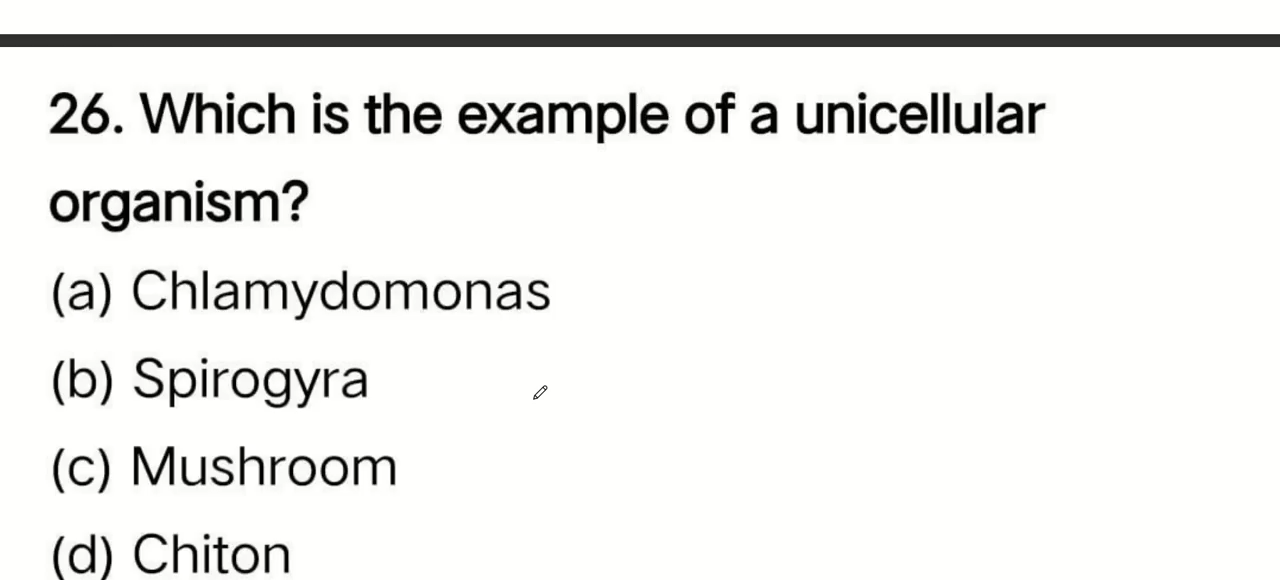 26. Which is the example of a unicellular
organism?
(a) Chlamydomonas
(b) Spirogyra
(c) Mushroom
(d) Chiton